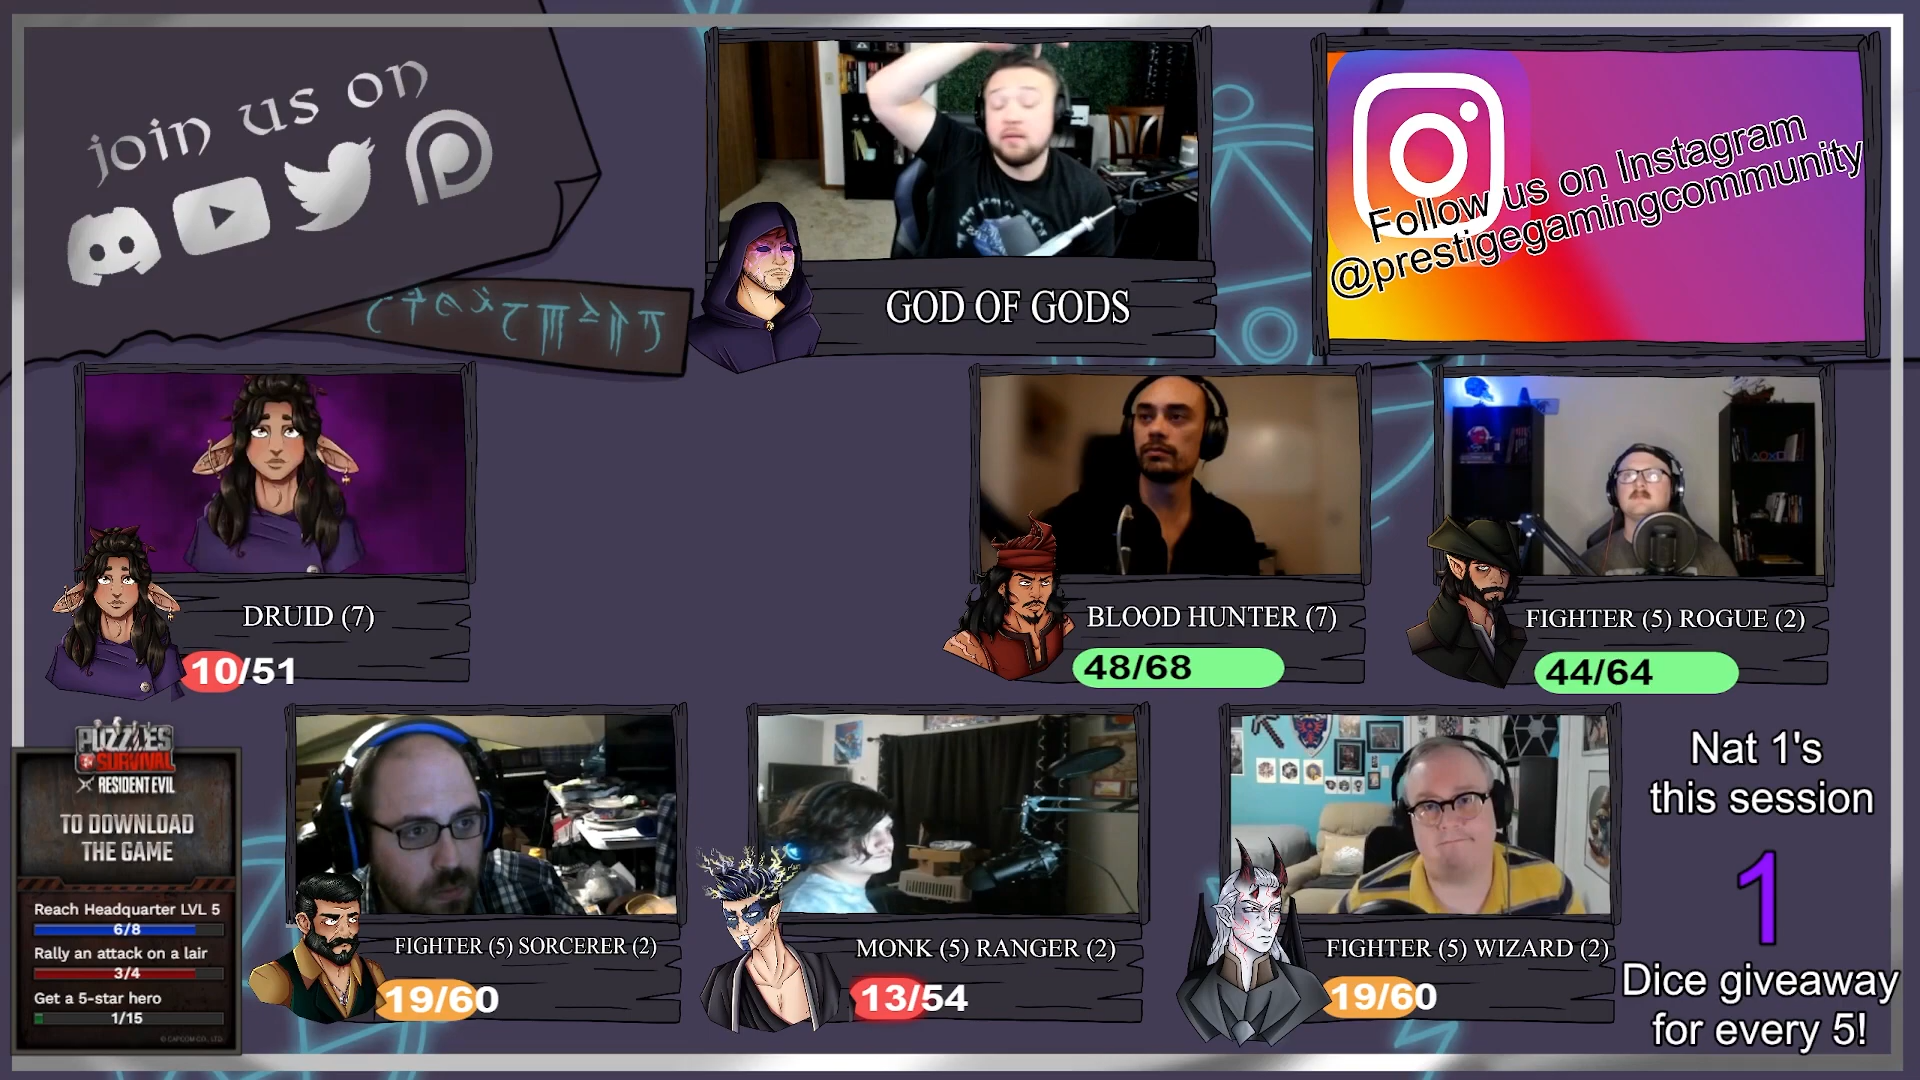 join us on
GOD OF GODS
Follow us on Instagram
@prestigegamingcommunity
DRUID (7)
10/51
BLOOD HUNTER (7)
48/68
FIGHTER (5) ROGUE (2)
44/64
PUZZLES
& SURVIVAL
RESIDENT EVIL
TO DOWNLOAD
THE GAME
Reach Headquarter LVL 5
6/8
Rally an attack on a lair
3/4
Get a 5-star hero
1/15
© CAPCOM CO., LTD.
FIGHTER (5) SORCERER (2)
19/60
MONK (5) RANGER (2)
13/54
FIGHTER (5) WIZARD (2)
19/60
Nat 1's
this session
1
Dice giveaway
for every 5!